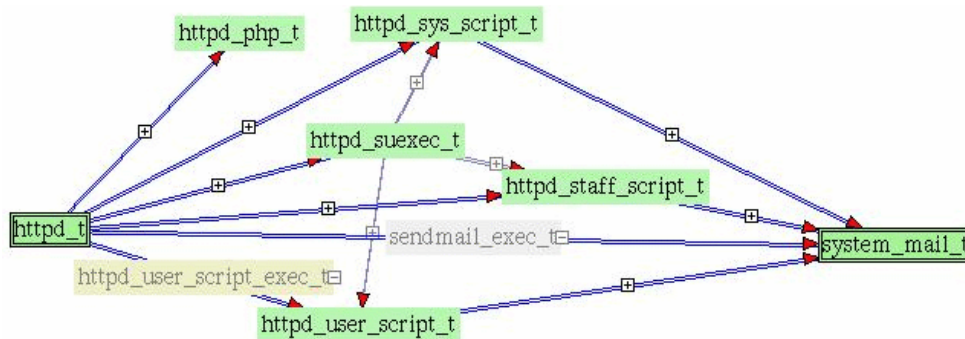 httpd_php_t
httpd_sys_script_t
httpd_suexec_t
httpd_staff_script_t
httpd_t
sendmail_exec_t
system_mail_t
httpd_user_script_exec_t
httpd_user_script_t